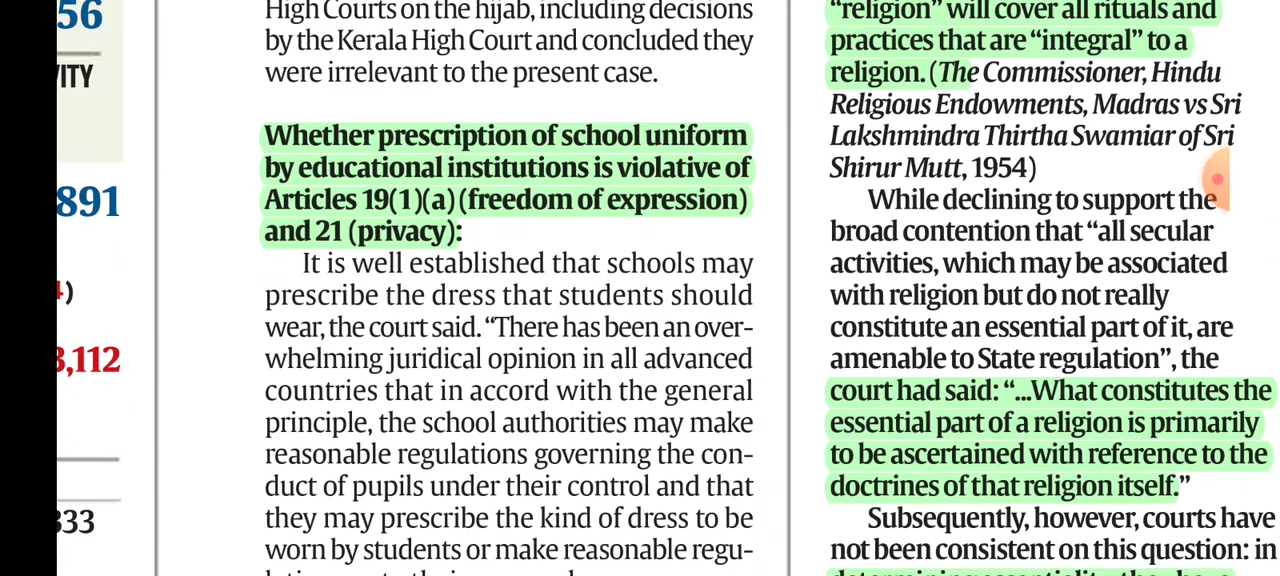 56
VITY
891
)
3,112
333
High Courts on the hijab, including decisions
by the Kerala High Court and concluded they
were irrelevant to the present case.
Whether prescription of school uniform
by educational institutions is violative of
Articles 19(1)(a) (freedom of expression)
and 21 (privacy):
It is well established that schools may
prescribe the dress that students should
wear, the court said. “There has been an over-
whelming juridical opinion in all advanced
countries that in accord with the general
principle, the school authorities may make
reasonable regulations governing the con-
duct of pupils under their control and that
they may prescribe the kind of dress to be
worn by students or make reasonable regu-
“religion” will cover all rituals and
practices that are “integral” to a
religion. (The Commissioner, Hindu
Religious Endowments, Madras vs Sri
Lakshmindra Thirtha Swamiar of Sri
Shirur Mutt, 1954)
While declining to support the
broad contention that “all secular
activities, which may be associated
with religion but do not really
constitute an essential part of it, are
amenable to State regulation”, the
court had said: “...What constitutes the
essential part of a religion is primarily
to be ascertained with reference to the
doctrines of that religion itself.”
Subsequently, however, courts have
not been consistent on this question: in